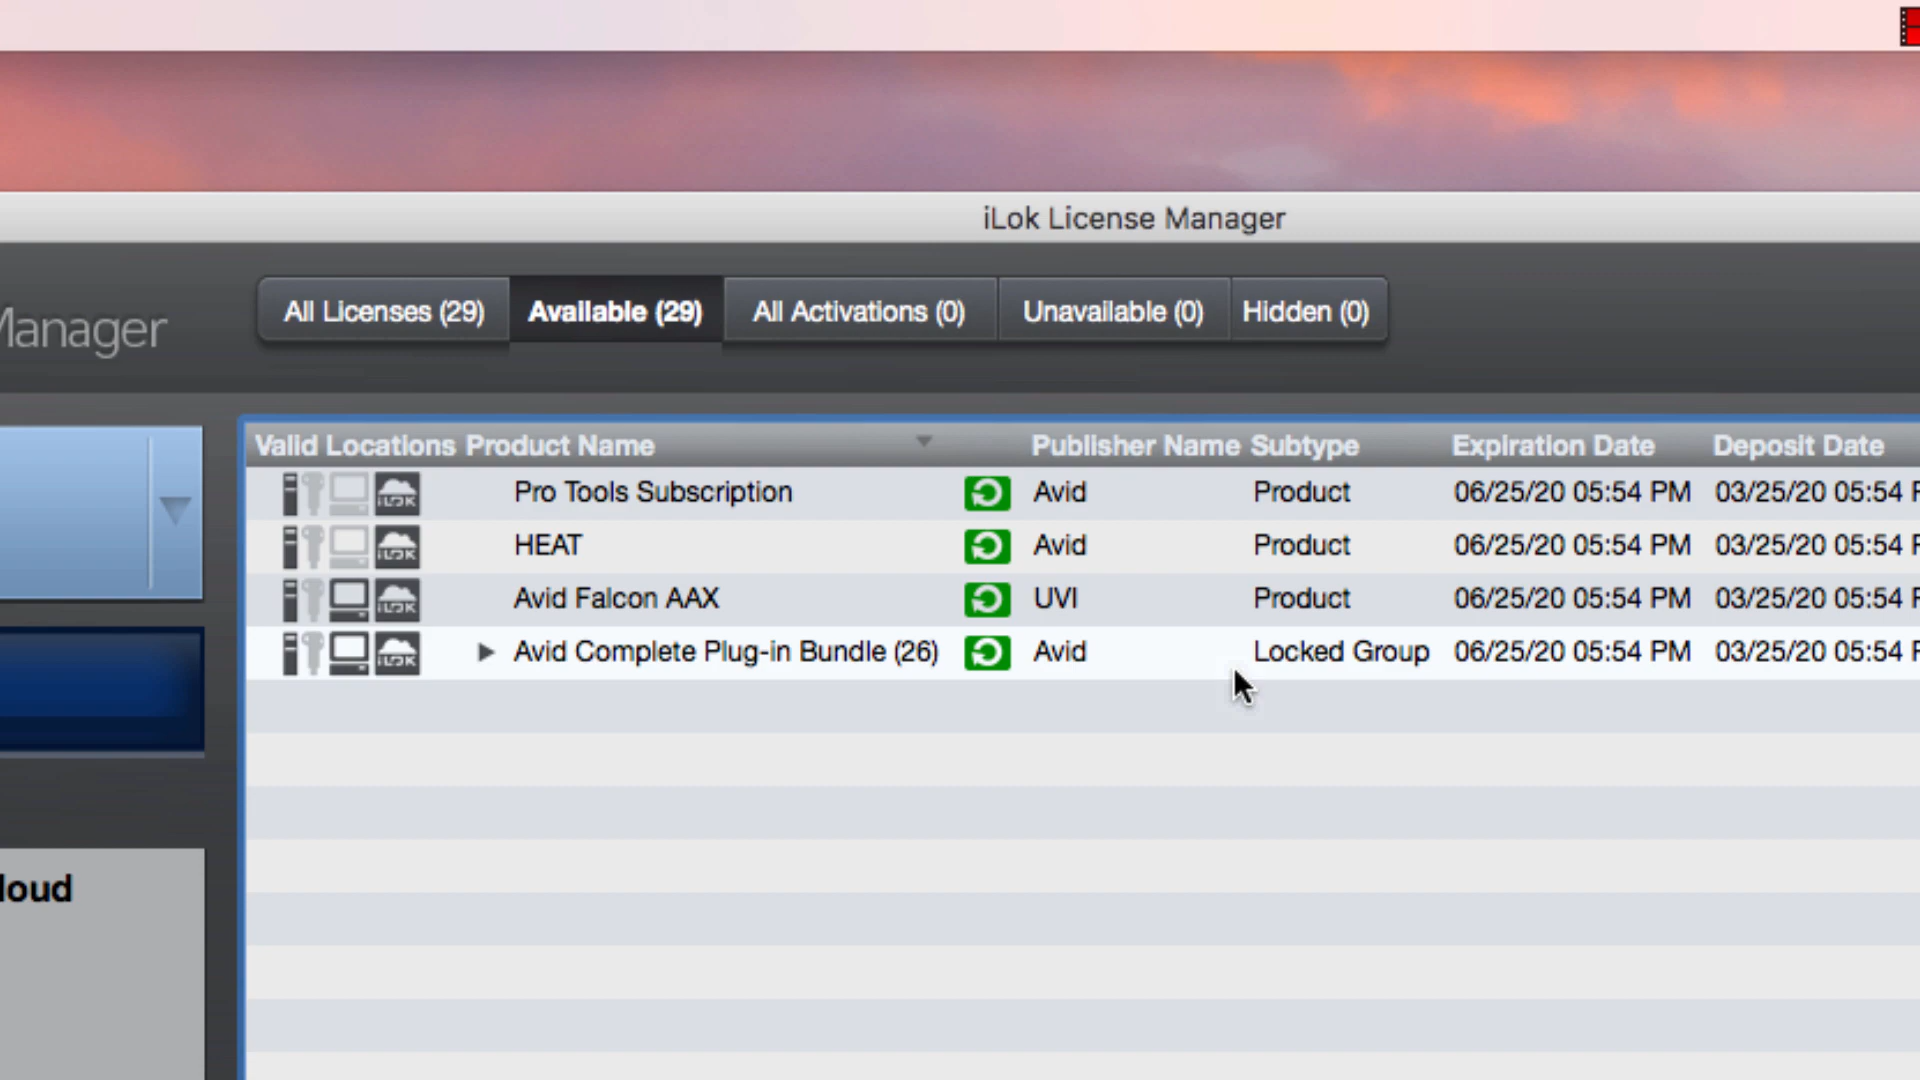 iLok License Manager
Manager
All Licenses (29) Available (29) All Activations (0) Unavailable (0) Hidden (0)
Valid Locations Product Name Publisher Name Subtype Expiration Date Deposit Date
iLOK Pro Tools Subscription Avid Product 06/25/20 05:54 PM 03/25/20 05:54 P
iLOK HEAT Avid Product 06/25/20 05:54 PM 03/25/20 05:54 P
iLOK Avid Falcon AAX UVI Product 06/25/20 05:54 PM 03/25/20 05:54 P
iLOK Avid Complete Plug-in Bundle (26) Avid Locked Group 06/25/20 05:54 PM 03/25/20 05:54 P
loud